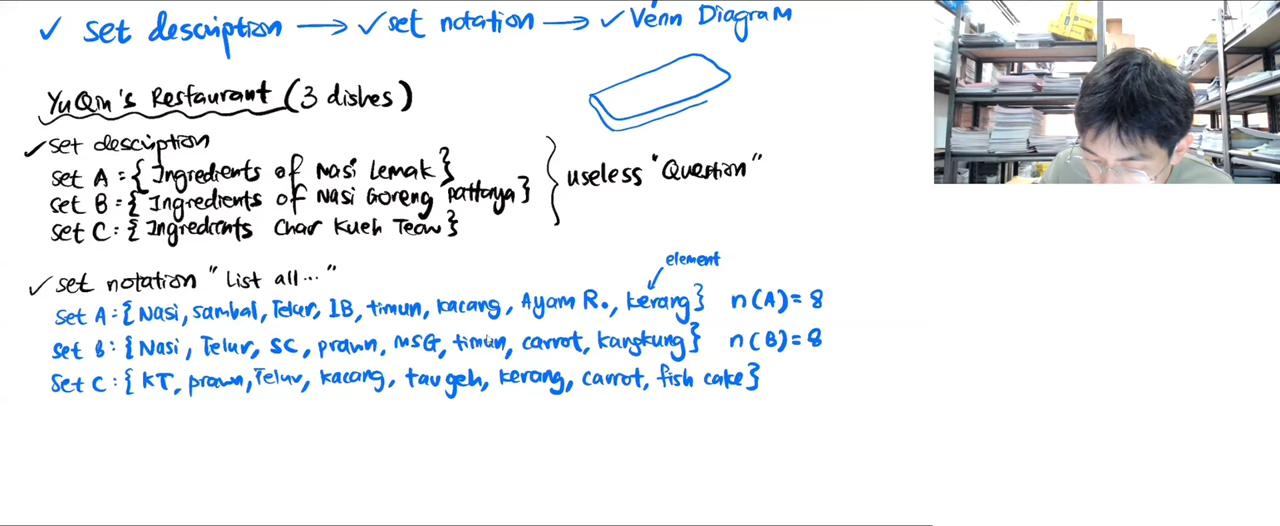 ✓ set description → ✓ set notation → ✓ Venn Diagram
YuQin's Restaurant (3 dishes)
✓ set description
set A = { Ingredients of Nasi Lemak }
set B = { Ingredients of Nasi Goreng Pattaya }
set C : { Ingredients Char Kueh Teow }
useless "Question"
✓ set notation "List all..."
element
set A : { Nasi, sambal, Telur, IB, timun, kacang, Ayam R., kerang } n(A) = 8
set B : { Nasi, Telur, SC, prawn, MSG, timun, carrot, kangkung } n(B) = 8
set C : { KT, prawn, Telur, kacang, taugeh, kerang, carrot, fish cake }